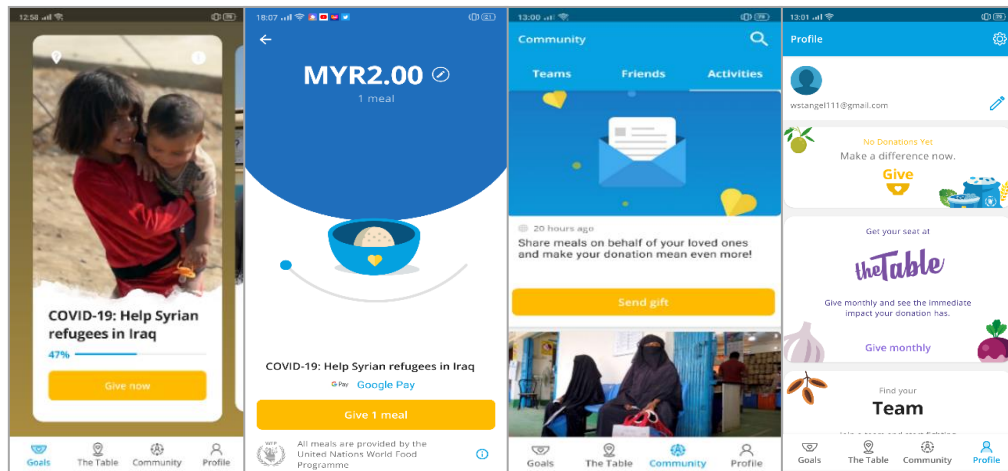 12:56
COVID-19: Help Syrian
refugees in Iraq
47%
Give now
Goals
The Table
Community
Profile
18:07
MYR2.00
1 meal
COVID-19: Help Syrian refugees in Iraq
G Pay Google Pay
Give 1 meal
WFP
All meals are provided by the
United Nations World Food
Programme
13:00
Community
Teams
Friends
Activities
20 hours ago
Share meals on behalf of your loved ones
and make your donation mean even more!
Send gift
Goals
The Table
Community
Profile
13:01
Profile
wstangel111@gmail.com
No Donations Yet
Make a difference now.
Give
Get your seat at
theTable
Give monthly and see the immediate
impact your donation has.
Give monthly
Find your
Team
Goals
The Table
Community
Profile